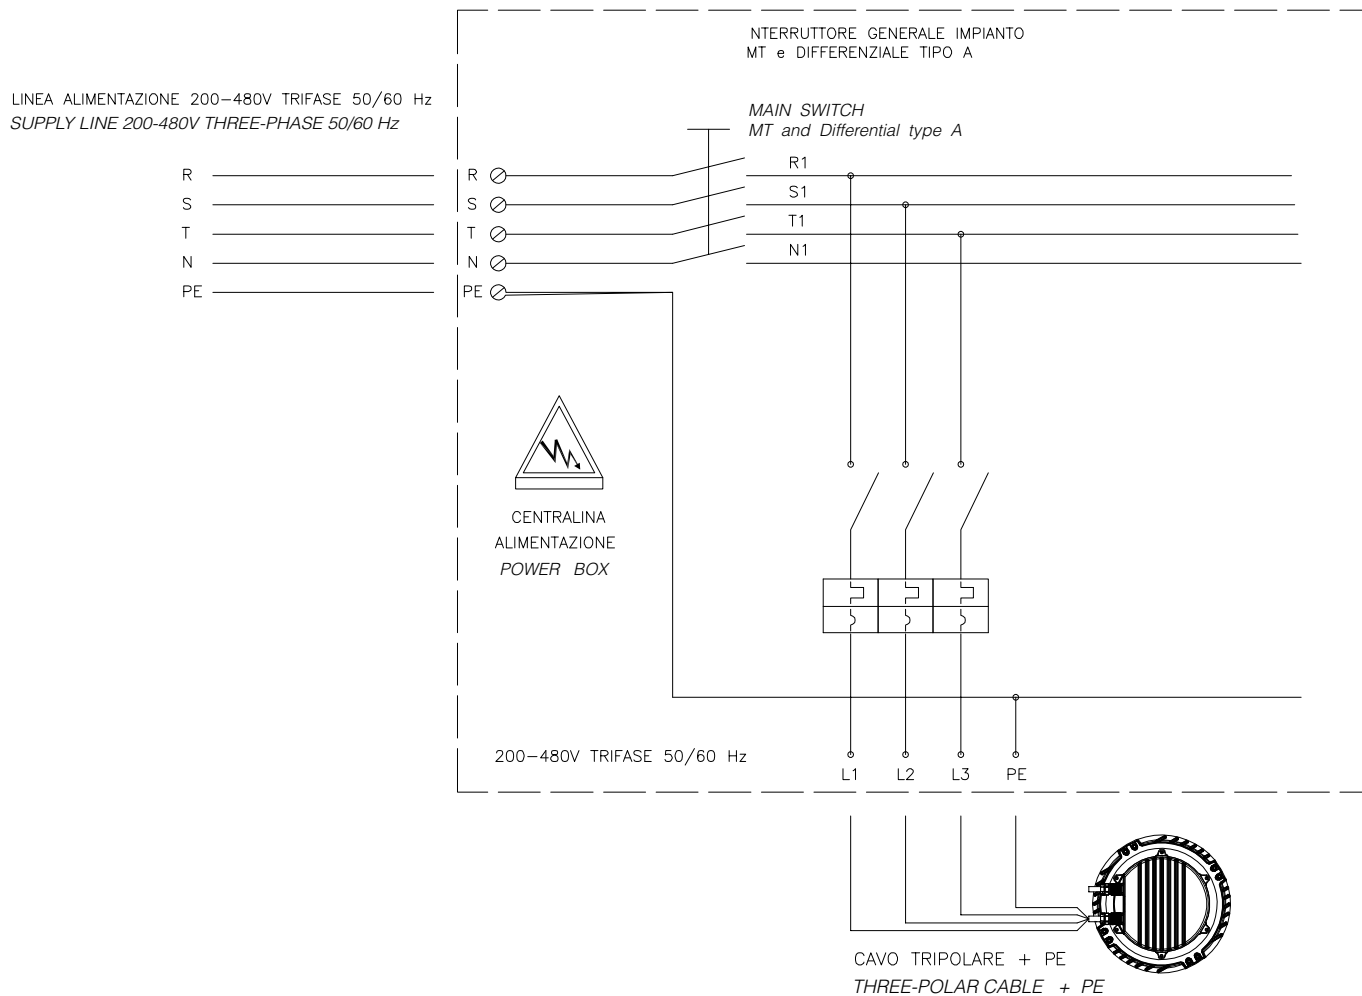 NTERRUTTORE GENERALE IMPIANTO
MT e DIFFERENZIALE TIPO A
LINEA ALIMENTAZIONE 200-480V TRIFASE 50/60 Hz
SUPPLY LINE 200-480V THREE-PHASE 50/60 Hz
MAIN SWITCH
MT and Differential type A
R R R1
S S S1
T T T1
N N N1
PE PE
CENTRALINA
ALIMENTAZIONE
POWER BOX
200-480V TRIFASE 50/60 Hz
L1 L2 L3 PE
CAVO TRIPOLARE + PE
THREE-POLAR CABLE + PE